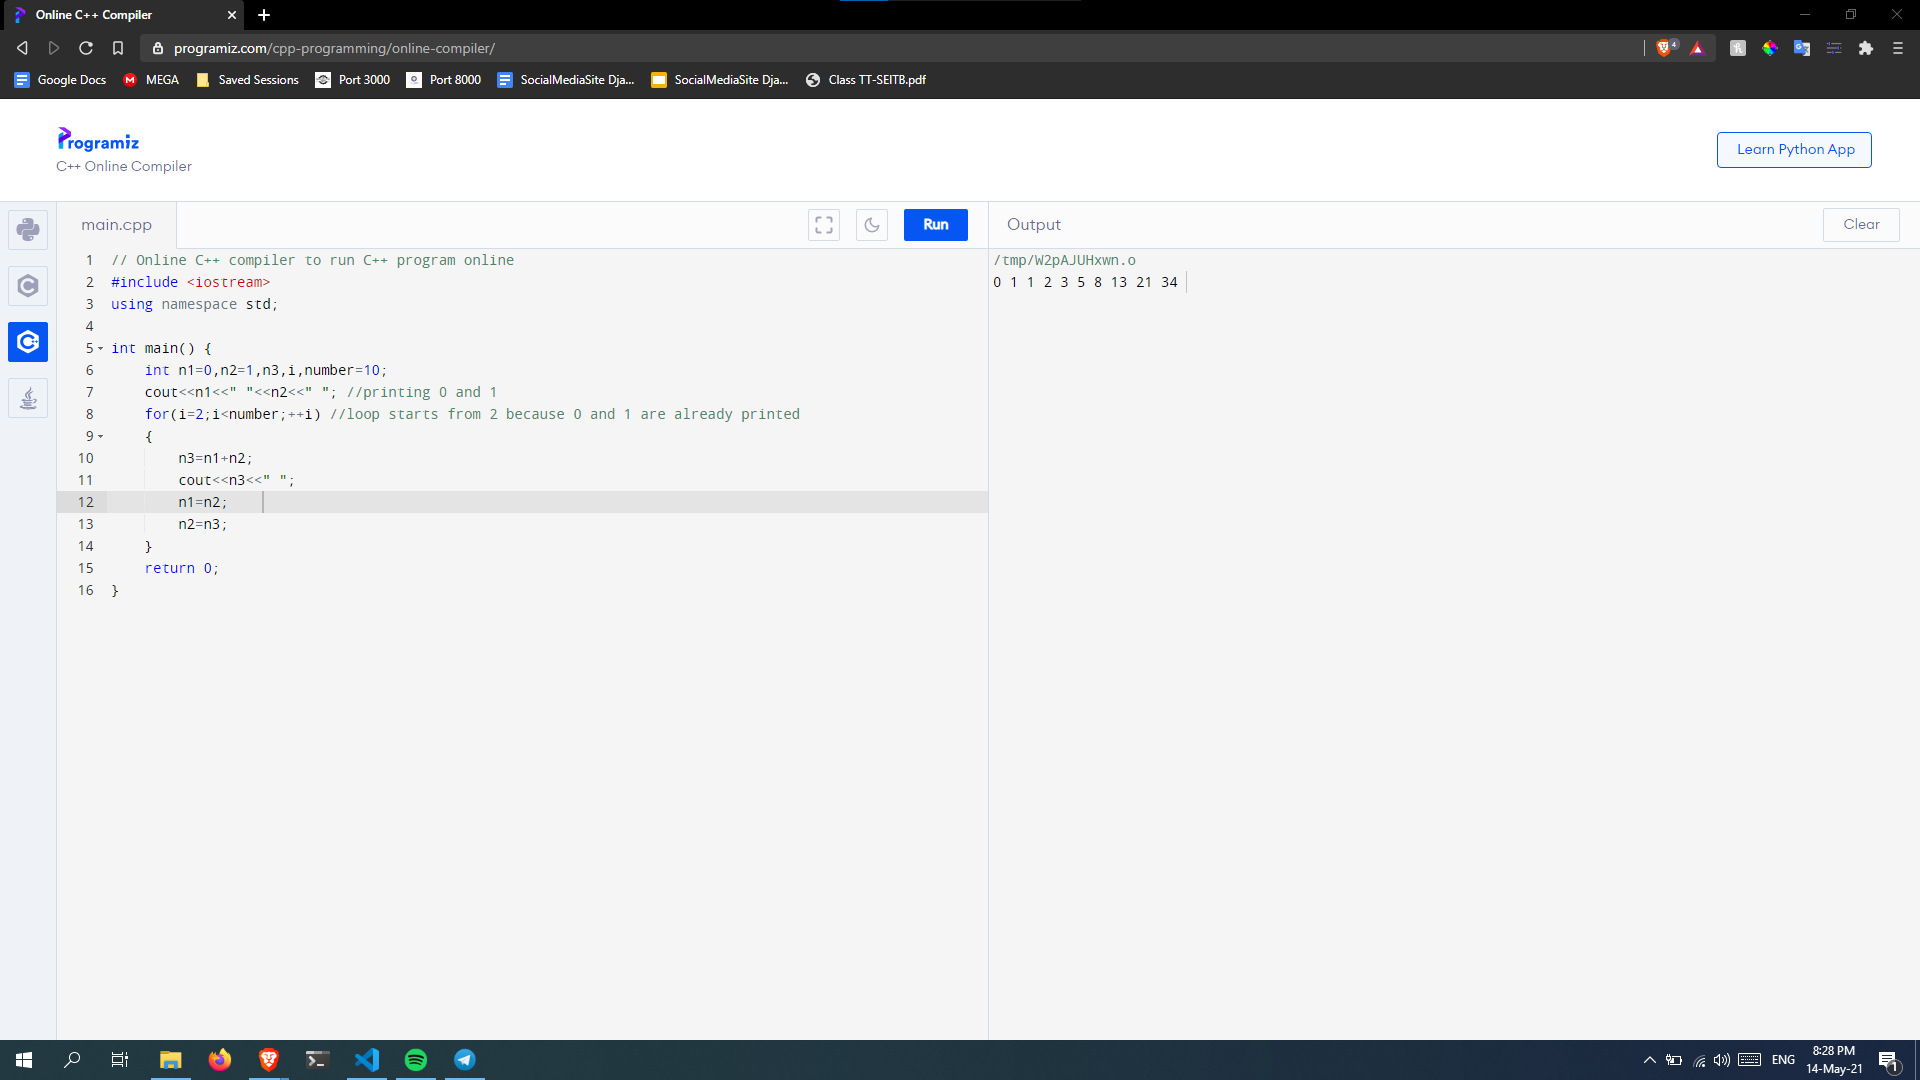 Online C++ Compiler
programiz.com/cpp-programming/online-compiler/
4
Google Docs MEGA Saved Sessions Port 3000 Port 8000 SocialMediaSite Dja... SocialMediaSite Dja... Class TT-SEITB.pdf
Programiz
C++ Online Compiler
Learn Python App
main.cpp
Run
Output
Clear
1 // Online C++ compiler to run C++ program online
2 #include <iostream>
3 using namespace std;
4
5 int main() {
6     int n1=0,n2=1,n3,i,number=10;
7     cout<<n1<<" "<<n2<<" "; //printing 0 and 1
8     for(i=2;i<number;++i) //loop starts from 2 because 0 and 1 are already printed
9     {
10         n3=n1+n2;
11         cout<<n3<<" ";
12         n1=n2;
13         n2=n3;
14     }
15     return 0;
16 }
/tmp/W2pAJUHxwn.o
0 1 1 2 3 5 8 13 21 34
ENG
8:28 PM
14-May-21
1